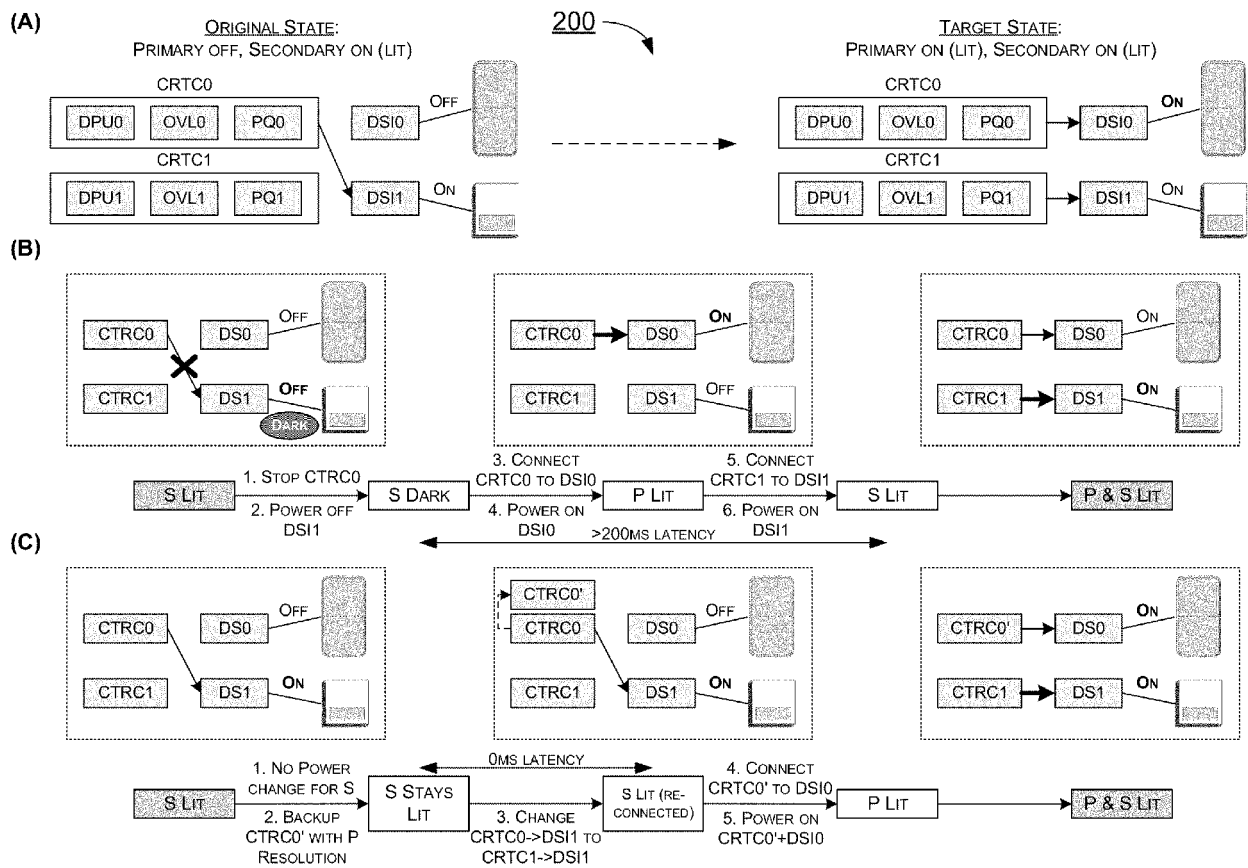 (A)
200
ORIGINAL STATE:
PRIMARY OFF, SECONDARY ON (LIT)
TARGET STATE:
PRIMARY ON (LIT), SECONDARY ON (LIT)
CRTC0
DPU0 OVL0 PQ0 DSI0 OFF
CRTC1
DPU1 OVL1 PQ1 DSI1 ON
CRTC0
DPU0 OVL0 PQ0 DSI0 ON
CRTC1
DPU1 OVL1 PQ1 DSI1 ON
(B)
CTRC0 DS0 OFF
CTRC1 DS1 OFF
DARK
CTRC0 DS0 ON
CTRC1 DS1 OFF
CTRC0 DS0 ON
CTRC1 DS1 ON
S LIT
1. STOP CTRC0
2. POWER OFF
DSI1
S DARK
3. CONNECT
CRTC0 TO DSI0
4. POWER ON
DSI0
P LIT
5. CONNECT
CRTC1 TO DSI1
6. POWER ON
DSI1
S LIT
P & S LIT
>200MS LATENCY
(C)
CTRC0 DS0 OFF
CTRC1 DS1 ON
CTRC0'
CTRC0 DS0 OFF
CTRC1 DS1 ON
CTRC0' DS0 ON
CTRC1 DS1 ON
0MS LATENCY
S LIT
1. NO POWER
CHANGE FOR S
2. BACKUP
CTRC0' WITH P
RESOLUTION
S STAYS
LIT
3. CHANGE
CRTC0->DSI1 TO
CRTC1->DSI1
S LIT (RE-
CONNECTED)
4. CONNECT
CRTC0' TO DSI0
5. POWER ON
CRTC0'+DSI0
P LIT
P & S LIT